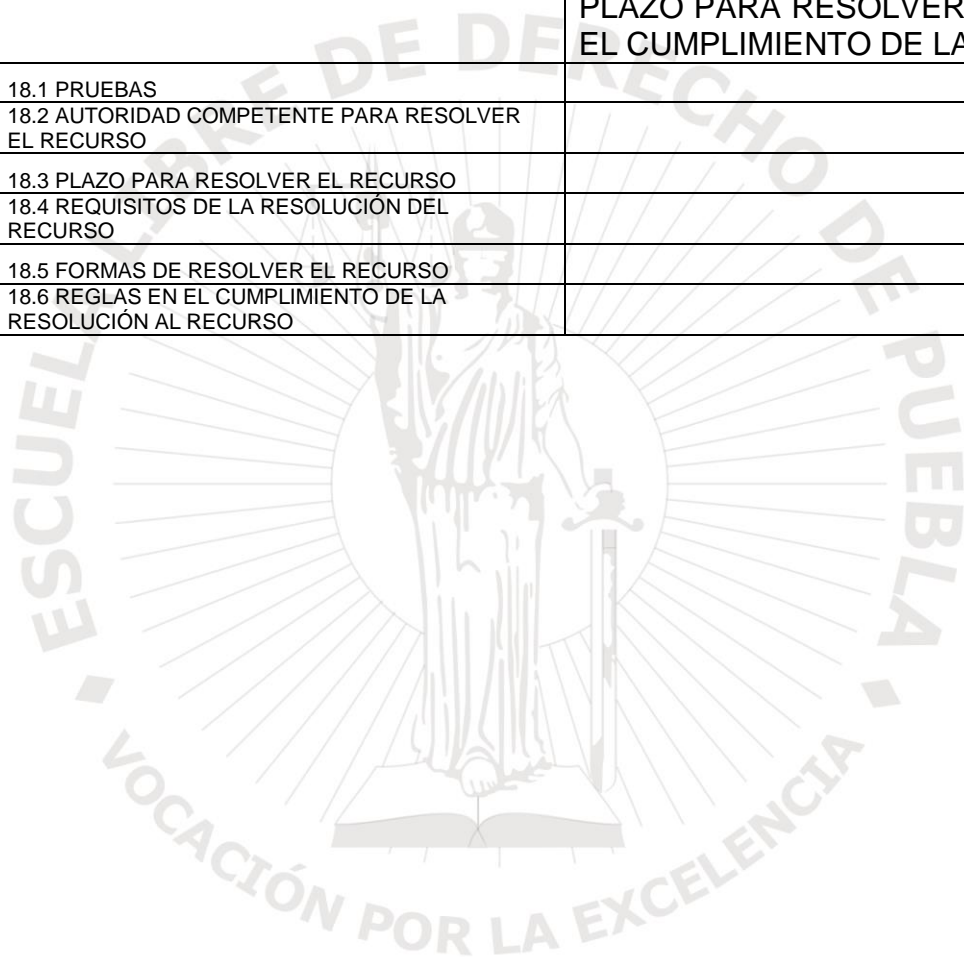 PLAZO PARA RESOLVER
EL CUMPLIMIENTO DE LA
18.1 PRUEBAS
18.2 AUTORIDAD COMPETENTE PARA RESOLVER
EL RECURSO
18.3 PLAZO PARA RESOLVER EL RECURSO
18.4 REQUISITOS DE LA RESOLUCIÓN DEL
RECURSO
18.5 FORMAS DE RESOLVER EL RECURSO
18.6 REGLAS EN EL CUMPLIMIENTO DE LA
RESOLUCIÓN AL RECURSO
ESCUELA LIBRE DE DERECHO DE PUEBLA
VOCACIÓN POR LA EXCELENCIA